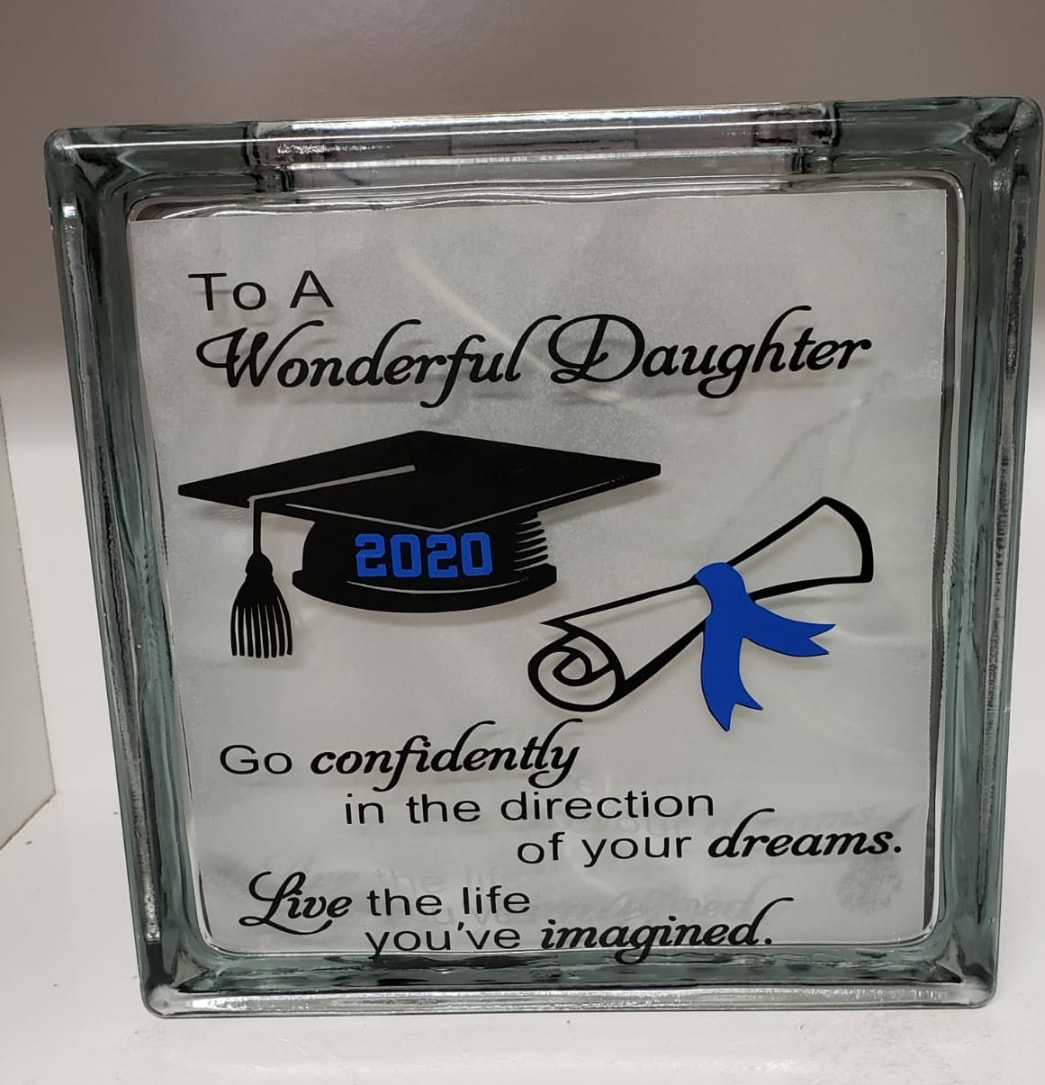 To A
Wonderful Daughter
2020
Go confidently
in the direction
of your dreams.
Live the life
you've imagined.